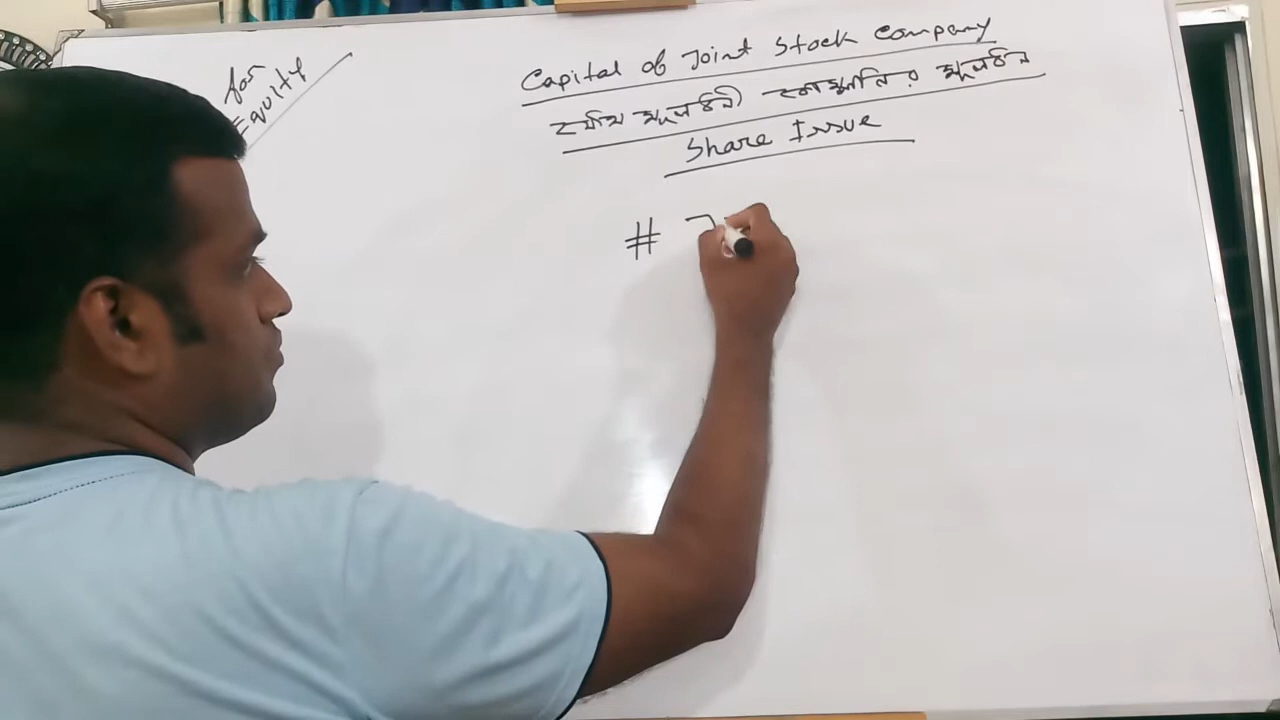 for
Equity
Capital of Joint Stock Company
যৌথ মূলধনী কোম্পানির মূলধন
Share Issue
#